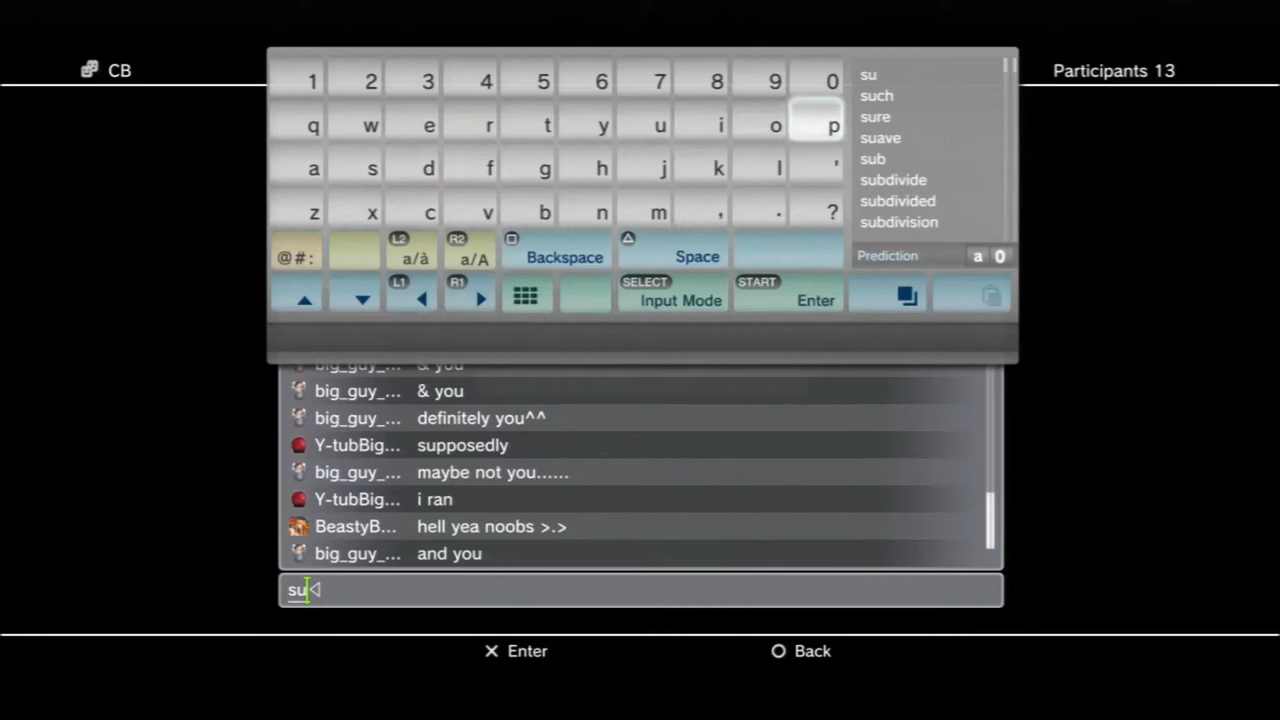 CB
Participants 13
1 2 3 4 5 6 7 8 9 0
q w e r t y u i o p
a s d f g h j k l '
z x c v b n m , . ?
@#: L2 a/à R2 a/A Backspace Space
L1 R1 SELECT Input Mode START Enter
su
such
sure
suave
sub
subdivide
subdivided
subdivision
Prediction a 0
big_guy_... & you
big_guy_... & you
big_guy_... definitely you^^
Y-tubBig... supposedly
big_guy_... maybe not you......
Y-tubBig... i ran
BeastyB... hell yea noobs >.>
big_guy_... and you
su
Enter
Back